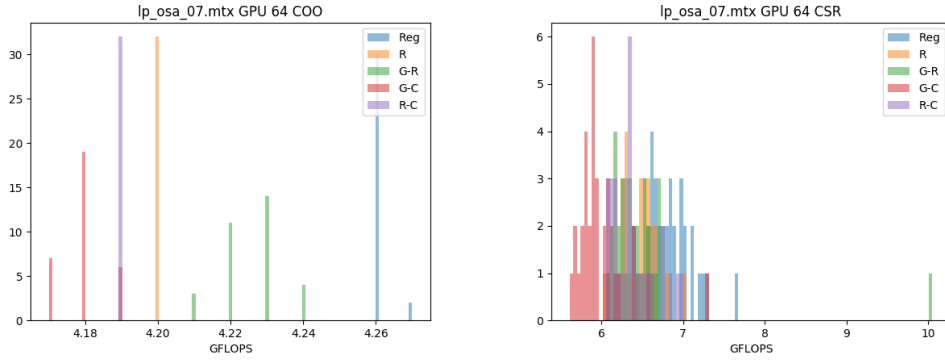 lp_osa_07.mtx GPU 64 COO
30
25
20
15
10
5
0
4.18
4.20
4.22
4.24
4.26
GFLOPS
Reg
R
G-R
G-C
R-C
lp_osa_07.mtx GPU 64 CSR
6
5
4
3
2
1
0
6
7
8
9
10
GFLOPS
Reg
R
G-R
G-C
R-C